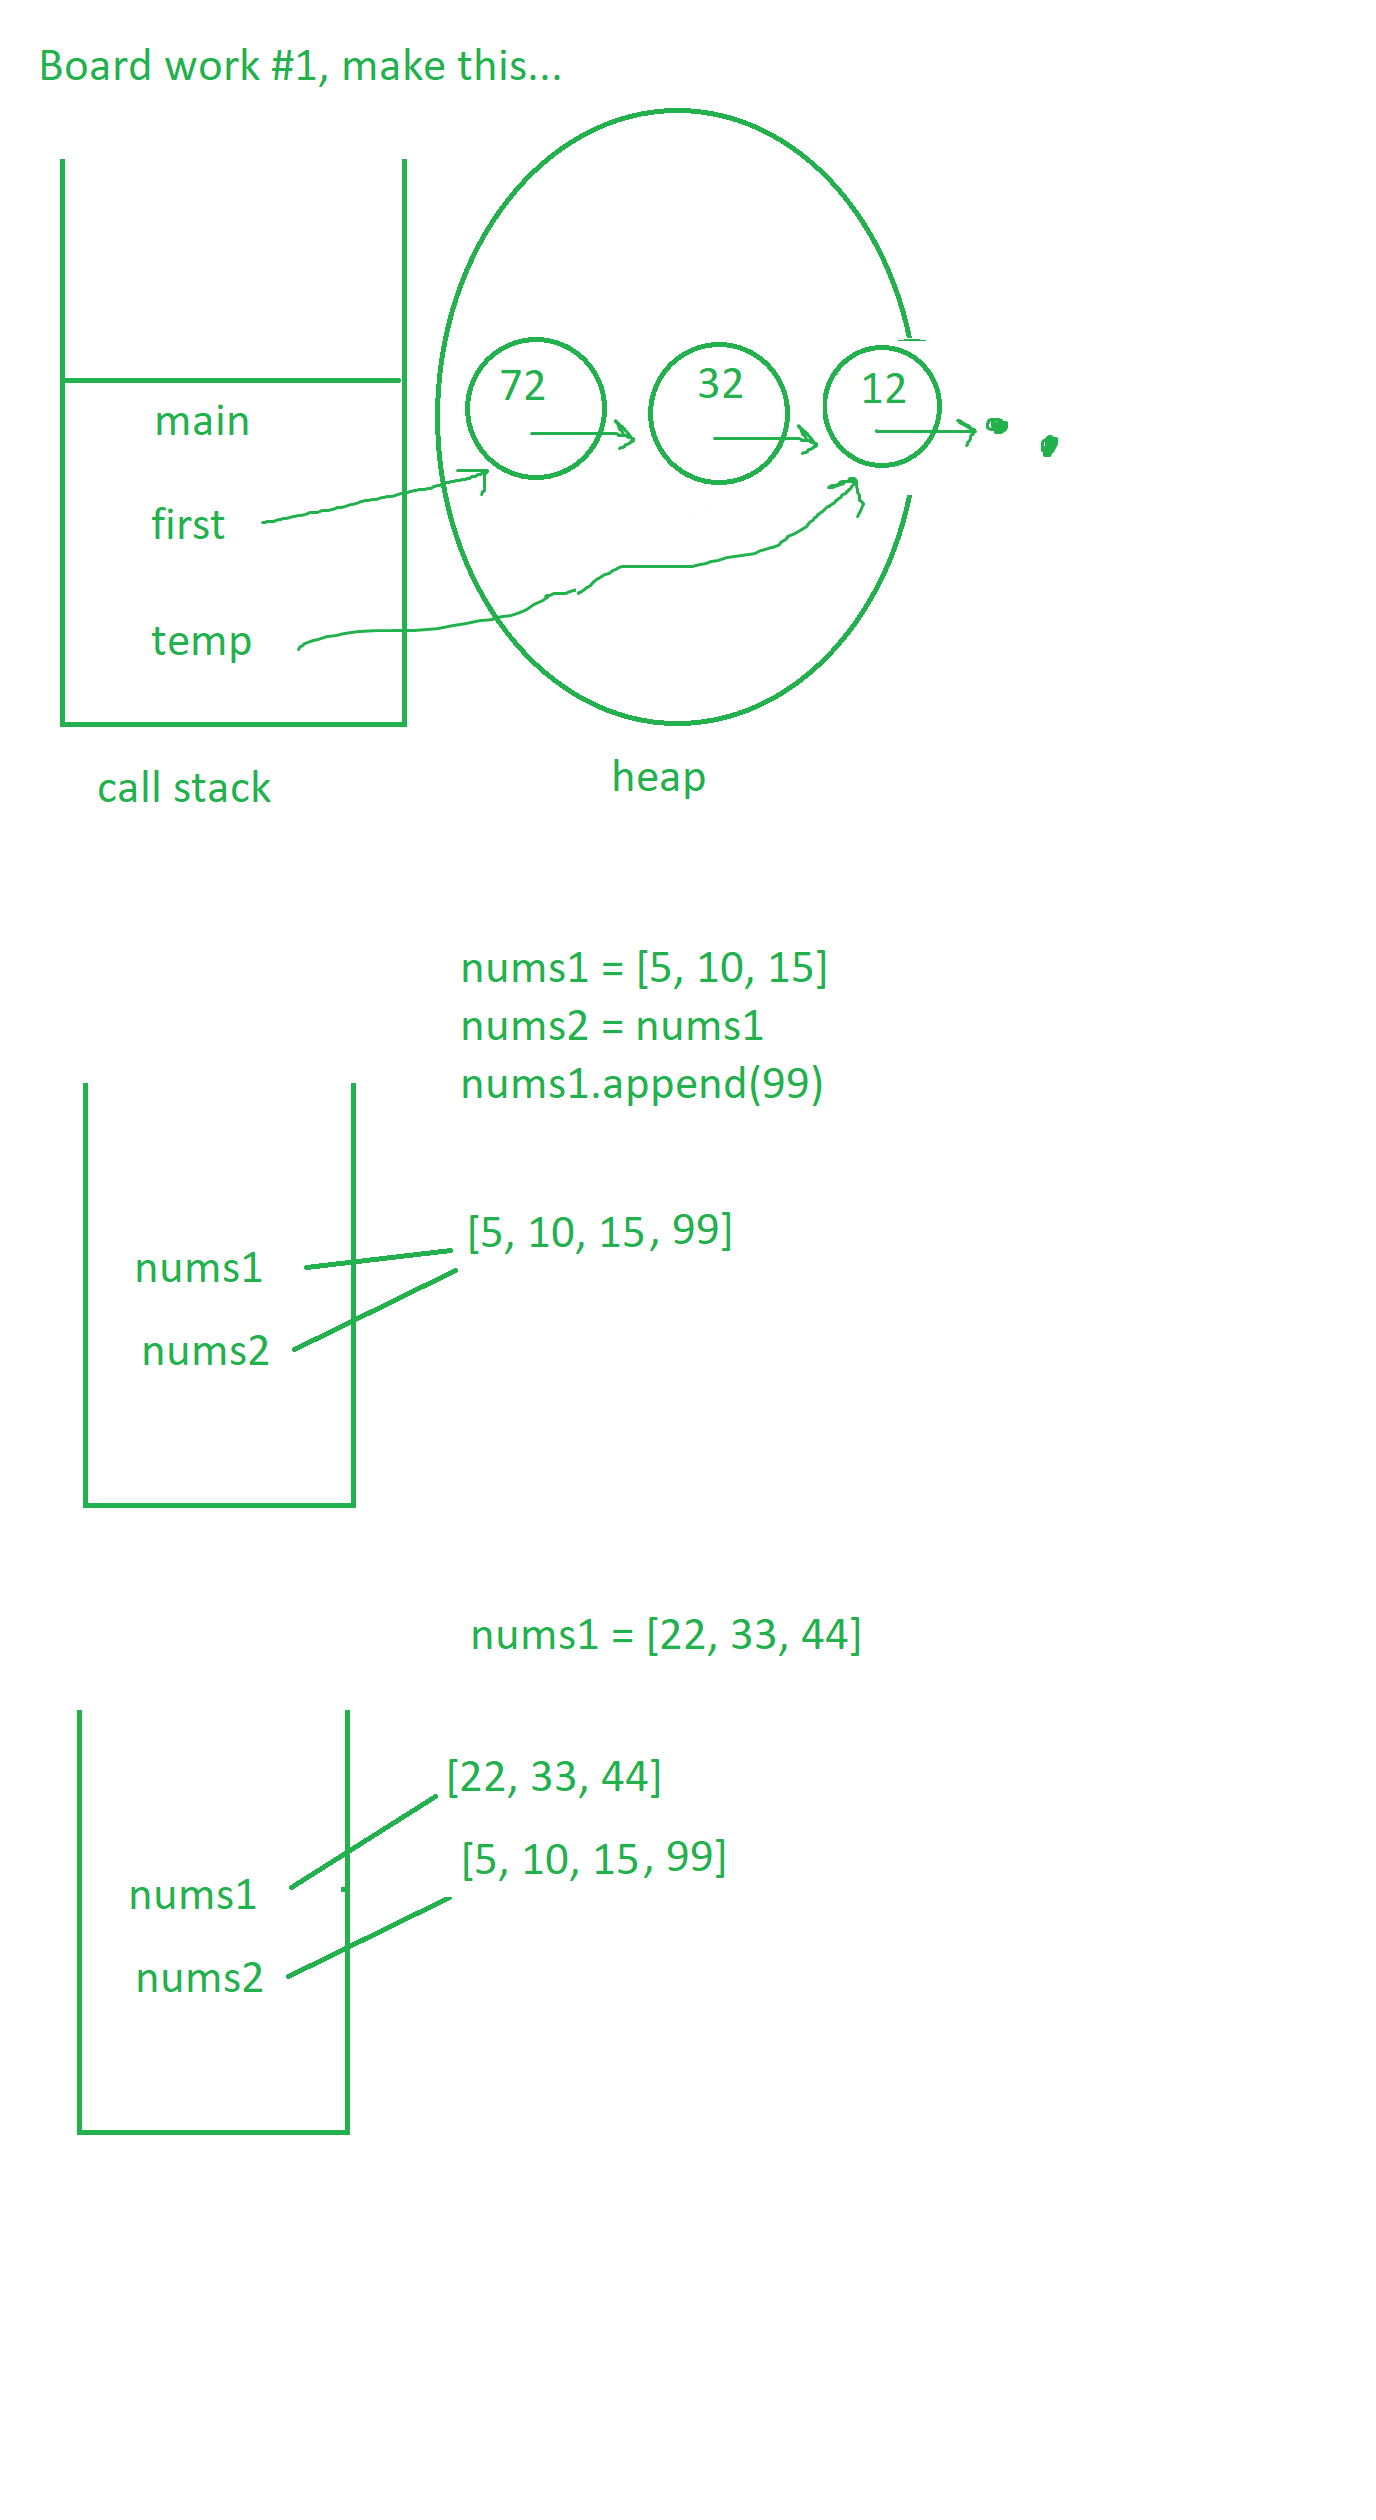 Board work #1, make this...
72
32
12
main
first
temp
call stack
heap
nums1 = [5, 10, 15]
nums2 = nums1
nums1.append(99)
[5, 10, 15, 99]
nums1
nums2
nums1 = [22, 33, 44]
[22, 33, 44]
[5, 10, 15, 99]
nums1
nums2